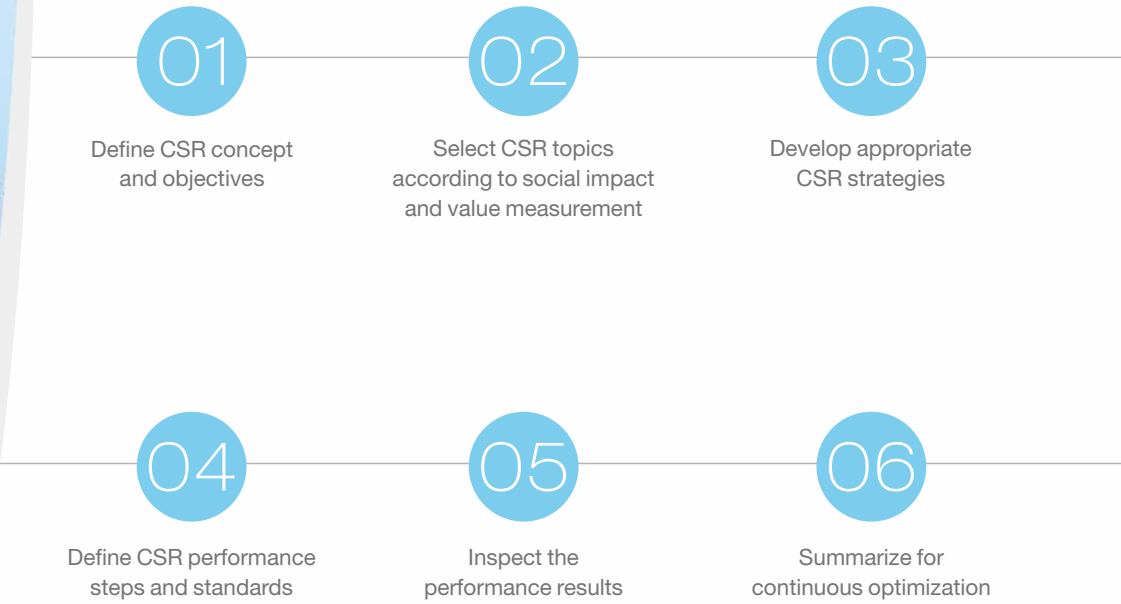 01
Define CSR concept
and objectives
02
Select CSR topics
according to social impact
and value measurement
03
Develop appropriate
CSR strategies
04
Define CSR performance
steps and standards
05
Inspect the
performance results
06
Summarize for
continuous optimization